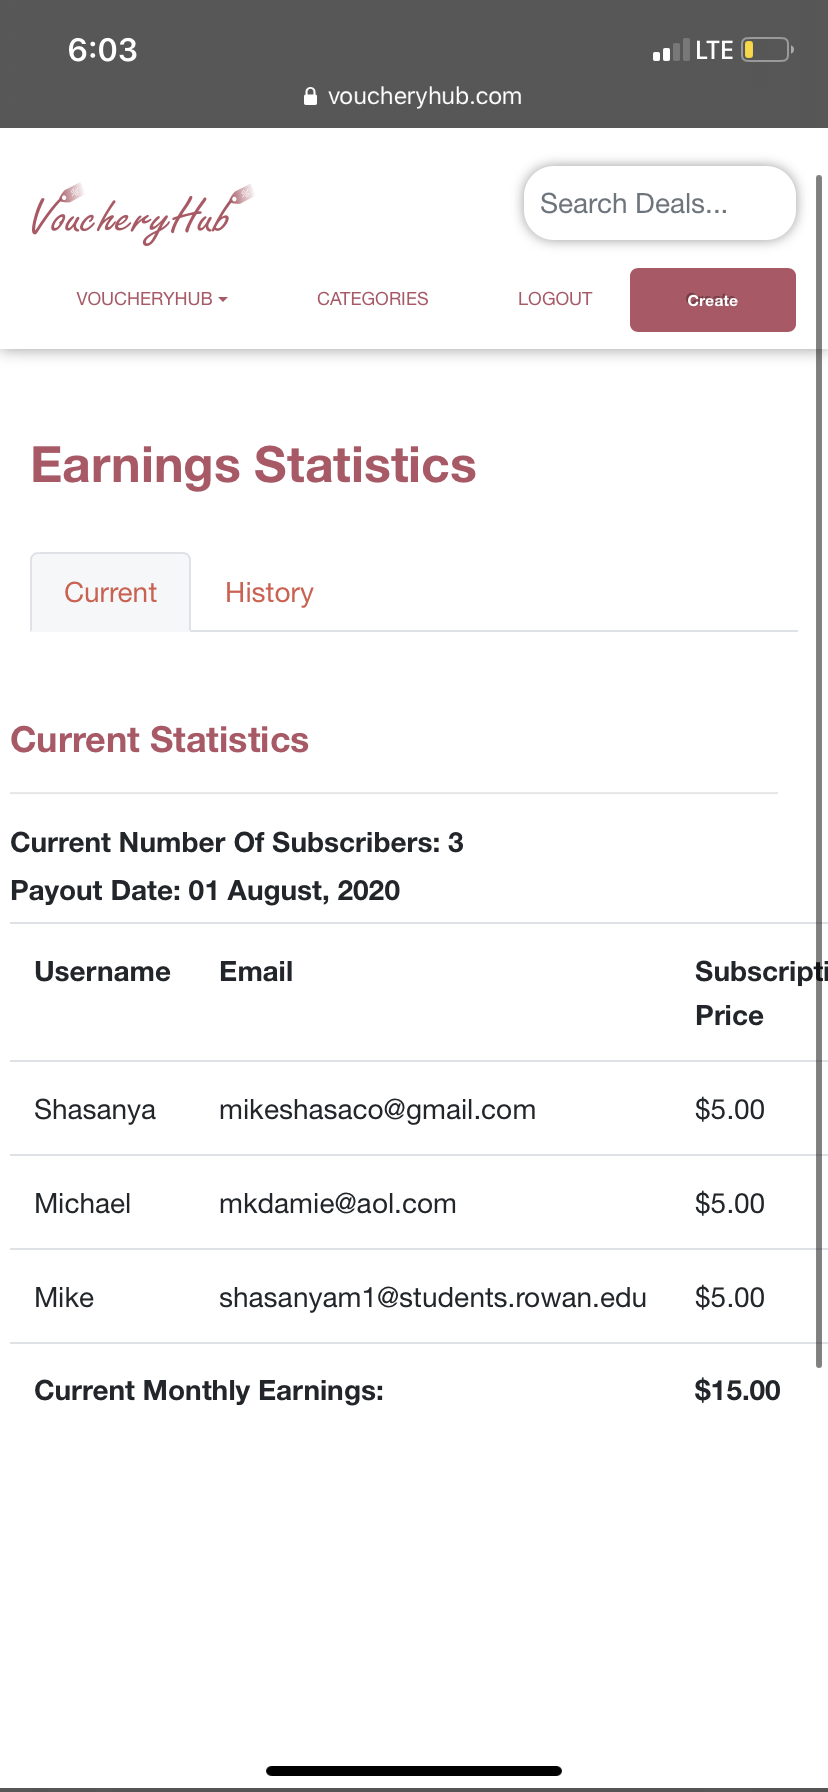 6:03
LTE
voucheryhub.com
VoucheryHub
Search Deals...
VOUCHERYHUB
CATEGORIES
LOGOUT
Create
Earnings Statistics
Current
History
Current Statistics
Current Number Of Subscribers: 3
Payout Date: 01 August, 2020
Username Email Subscripti
Price
Shasanya mikeshasaco@gmail.com $5.00
Michael mkdamie@aol.com $5.00
Mike shasanyam1@students.rowan.edu $5.00
Current Monthly Earnings: $15.00